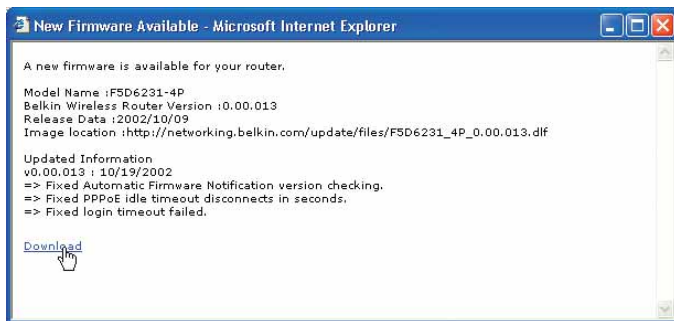 New Firmware Available - Microsoft Internet Explorer
A new firmware is available for your router.
Model Name :F5D6231-4P
Belkin Wireless Router Version :0.00.013
Release Data :2002/10/09
Image location :http://networking.belkin.com/update/files/F5D6231_4P_0.00.013.dlf
Updated Information
v0.00.013 : 10/19/2002
=> Fixed Automatic Firmware Notification version checking.
=> Fixed PPPoE idle timeout disconnects in seconds.
=> Fixed login timeout failed.
Download